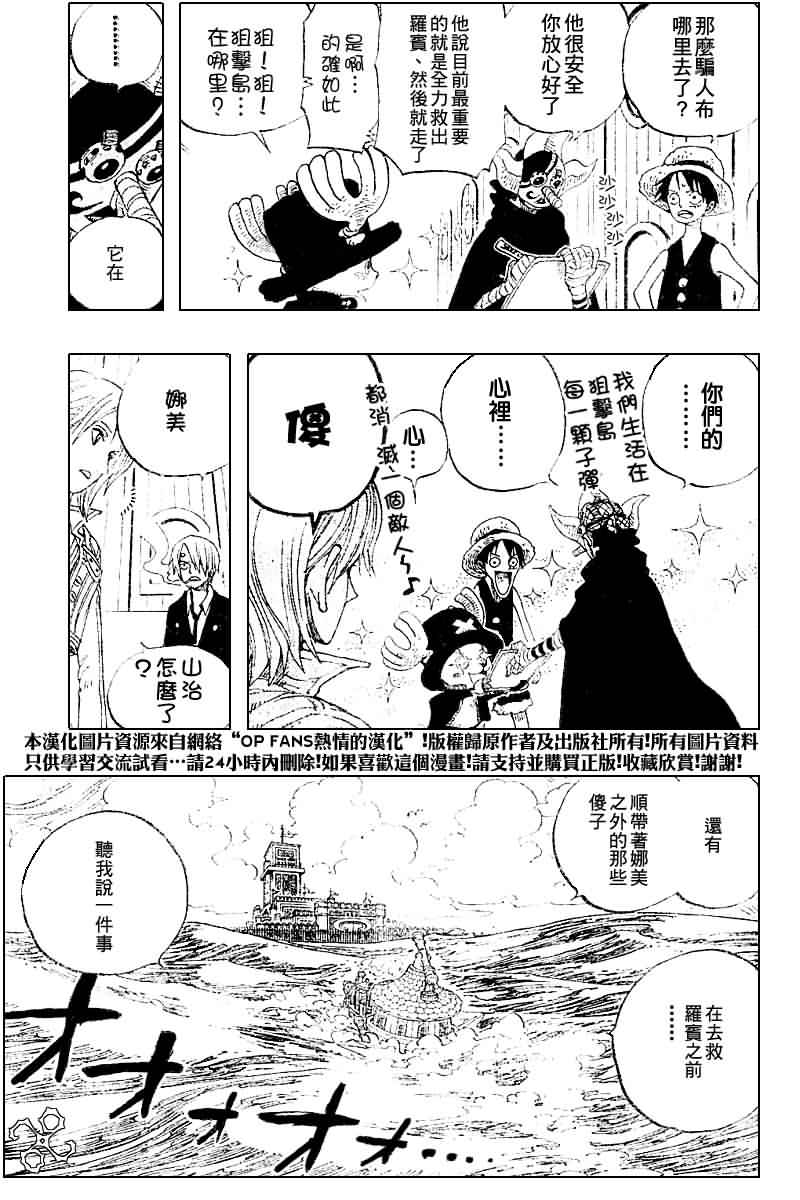 那麼騙人布
哪里去了？
他很安全
你放心好了
沙
沙
沙
沙
他說目前最重要
的就是全力救出
羅賓、然後就走了
是啊…
的確如此
狙！狙！
狙擊島…
在哪里？
………
它在
你們的
………
我們生活在
狙擊島
每一顆子彈
心裡
……
心…
都消滅一個敵人～♪
傻
娜美
山治
怎麼了
？
本漢化圖片資源來自網絡“OP FANS熱情的漢化”！版權歸原作者及出版社所有！所有圖片資料
只供學習交流試看…請24小時內刪除！如果喜歡這個漫畫！請支持並購買正版！收藏欣賞！謝謝！
還有
順帶著娜美
之外的那些
傻子
在去救
羅賓之前
……
聽我說一件事
オオオオオ....